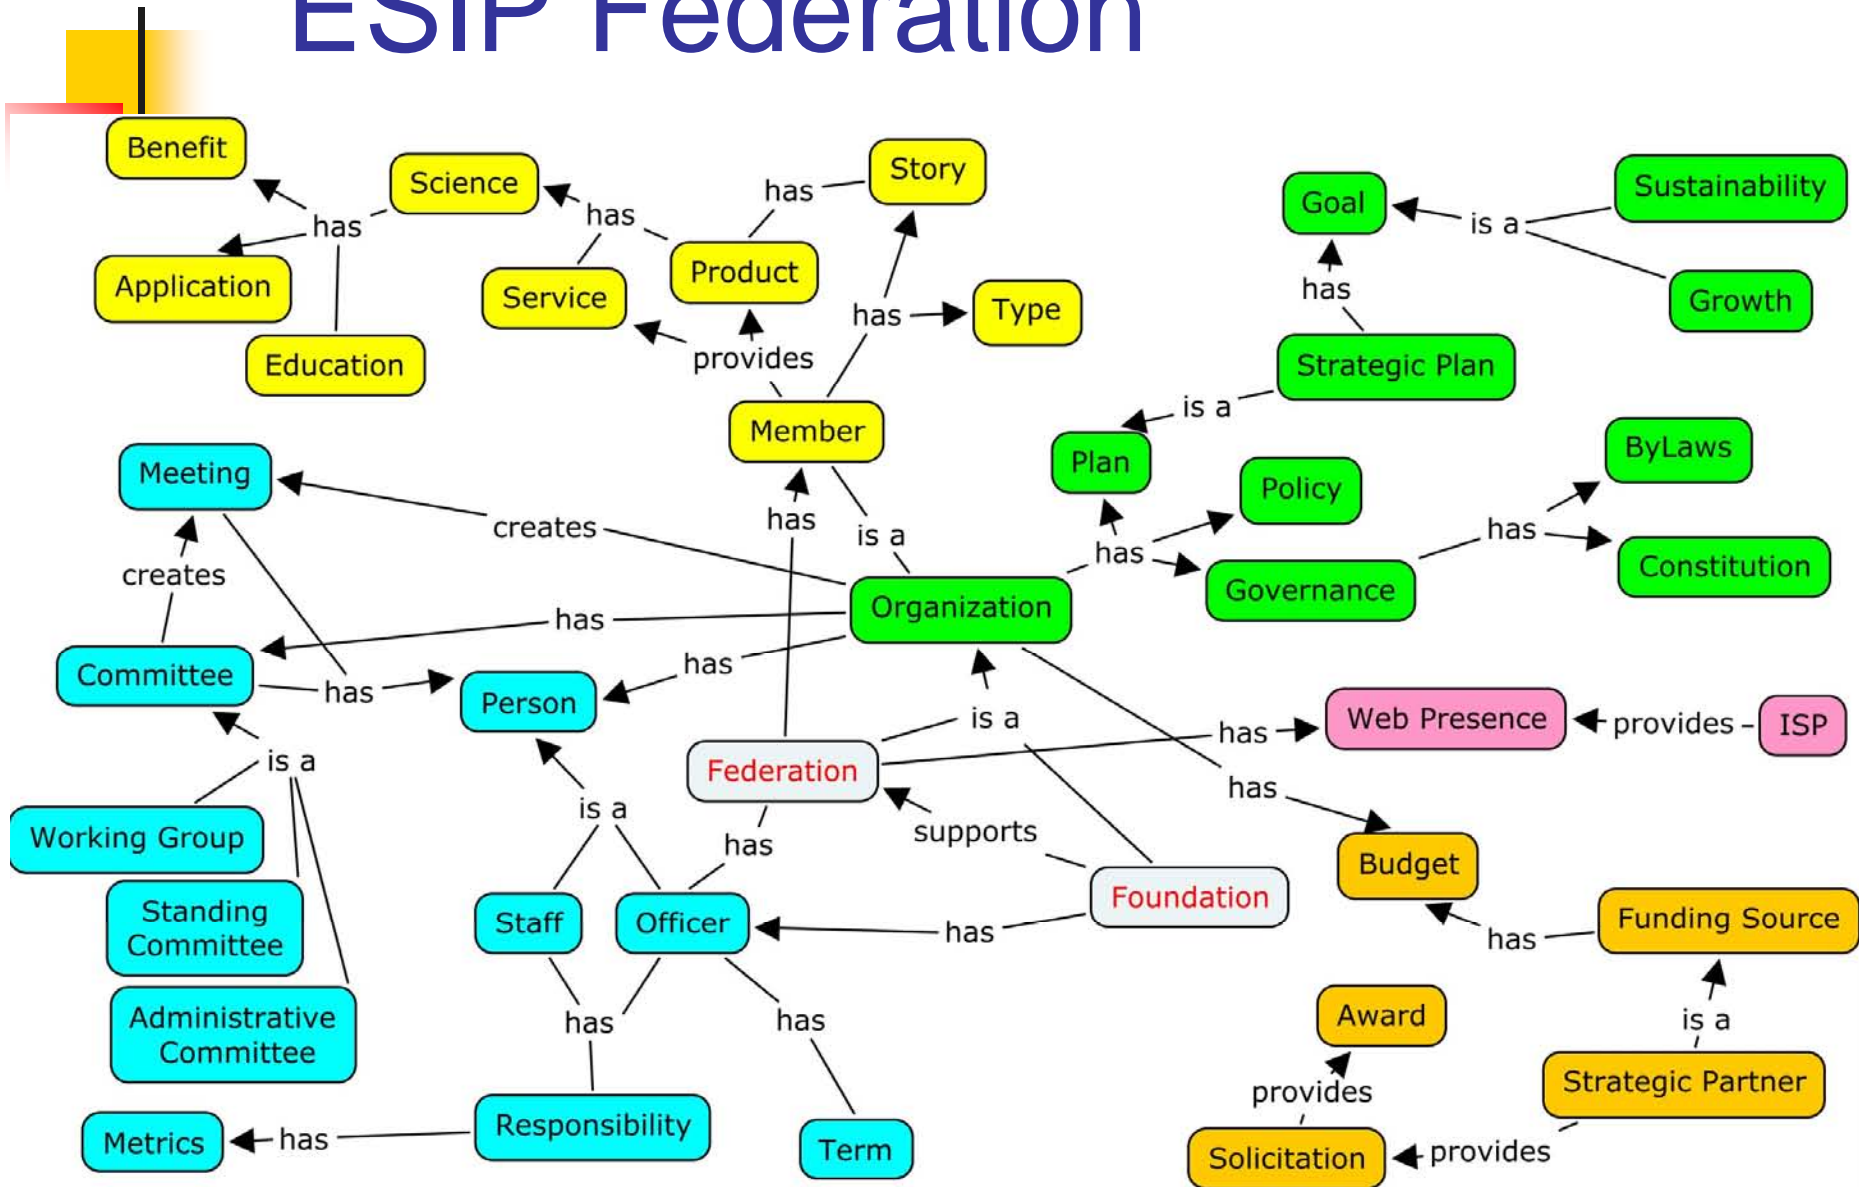 ESIP Federation
Benefit
Science
has
Story
Goal
Sustainability
has
has
is a
Application
Service
Product
has
Type
has
Growth
Education
provides
Strategic Plan
Member
is a
Meeting
Plan
Policy
ByLaws
creates
has
is a
has
has
creates
Organization
Governance
Constitution
has
Committee
has
has
Person
is a
Web Presence
provides
ISP
has
is a
Federation
has
Working Group
is a
has
supports
Budget
Standing
Committee
Staff
Officer
has
Foundation
has
Funding Source
Administrative
Committee
has
has
Award
is a
provides
Strategic Partner
Metrics
has
Responsibility
Term
Solicitation
provides